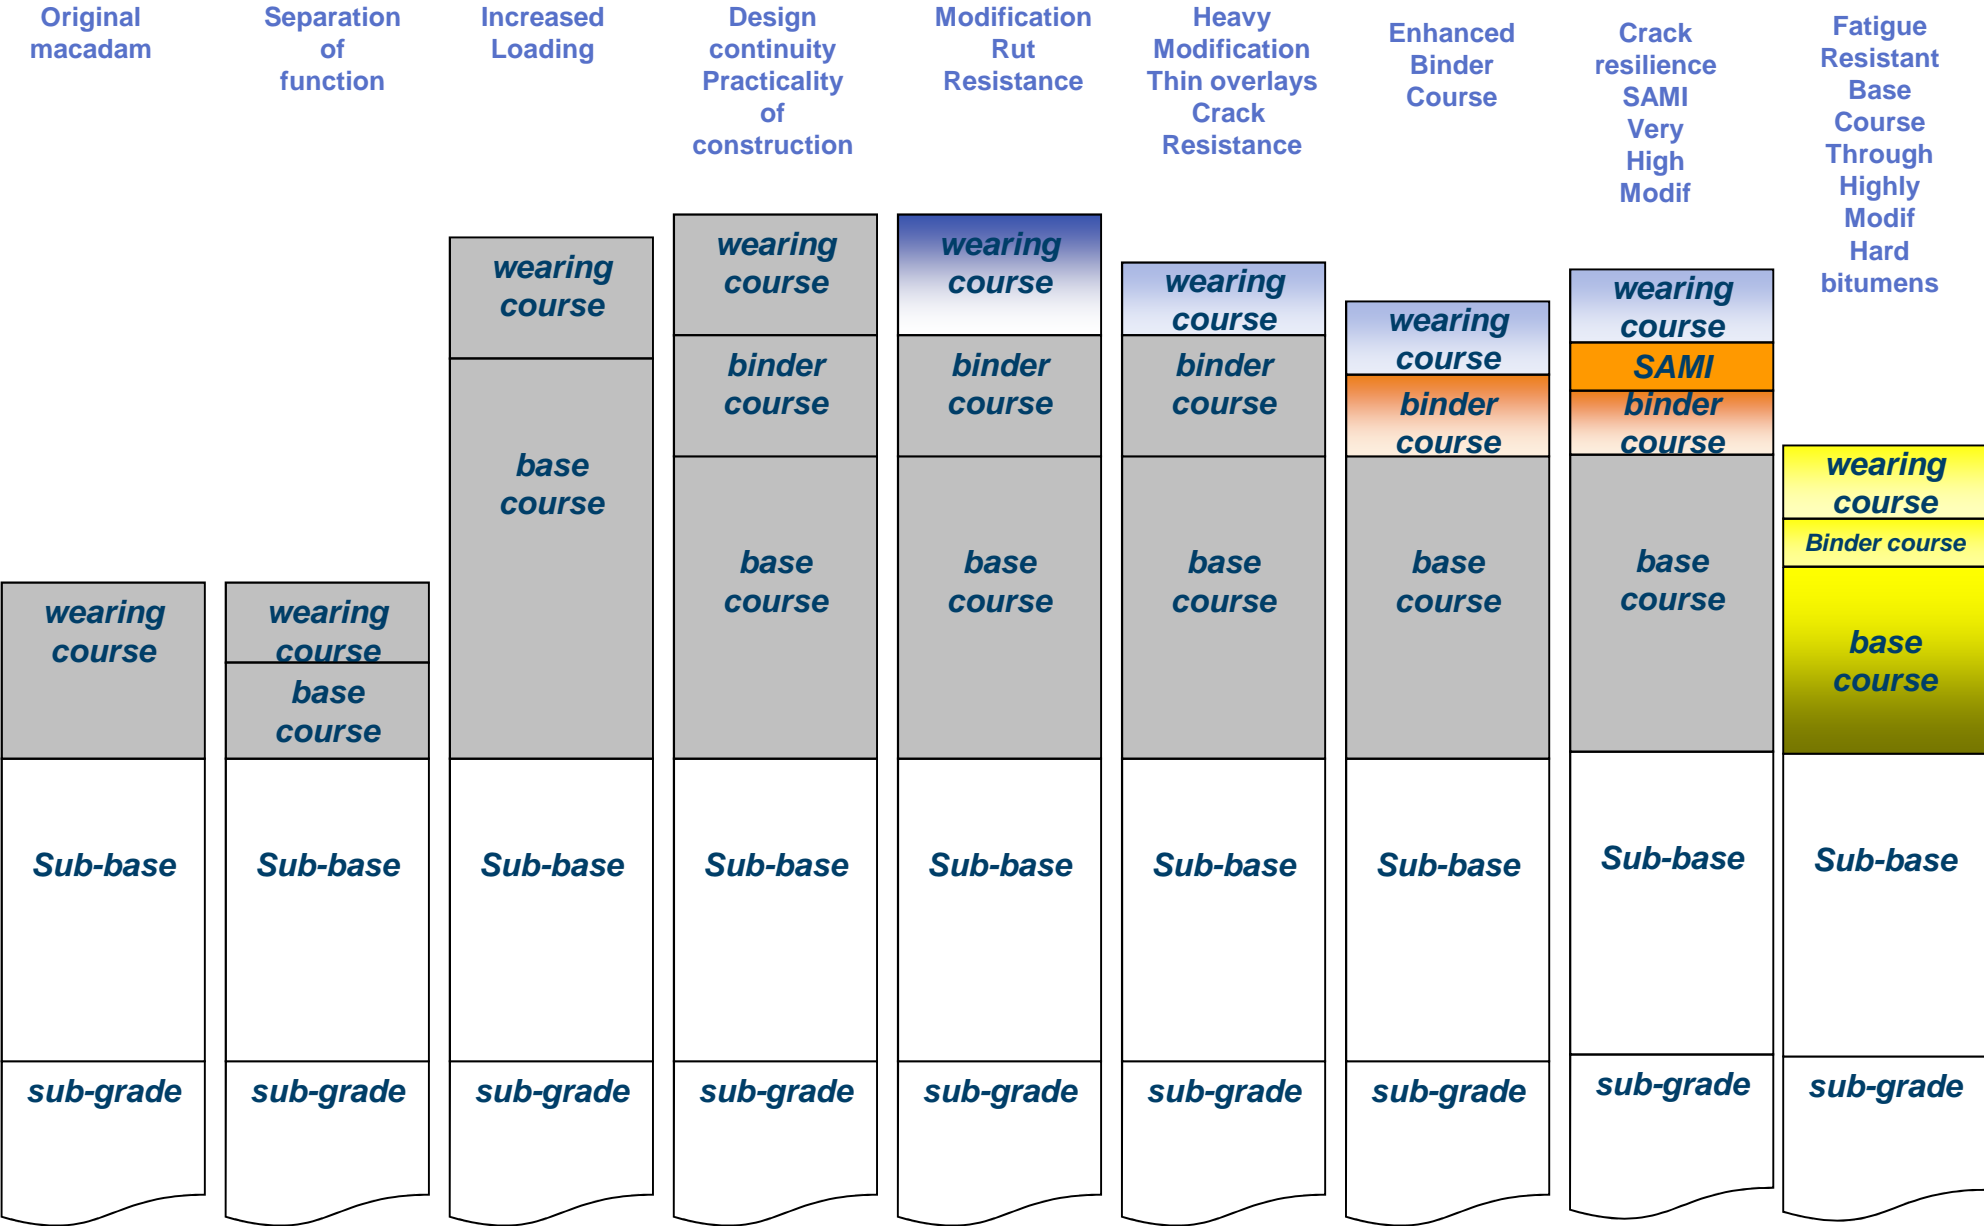 Original
macadam
Separation
of
function
Increased
Loading
Design
continuity
Practicality
of
construction
Modification
Rut
Resistance
Heavy
Modification
Thin overlays
Crack
Resistance
Enhanced
Binder
Course
Crack
resilience
SAMI
Very
High
Modif
Fatigue
Resistant
Base
Course
Through
Highly
Modif
Hard
bitumens
wearing
course
Sub-base
sub-grade
wearing
course
base
course
Sub-base
sub-grade
wearing
course
base
course
Sub-base
sub-grade
wearing
course
binder
course
base
course
Sub-base
sub-grade
wearing
course
binder
course
base
course
Sub-base
sub-grade
wearing
course
binder
course
base
course
Sub-base
sub-grade
wearing
course
binder
course
base
course
Sub-base
sub-grade
wearing
course
SAMI
binder
course
base
course
Sub-base
sub-grade
wearing
course
Binder course
base
course
Sub-base
sub-grade